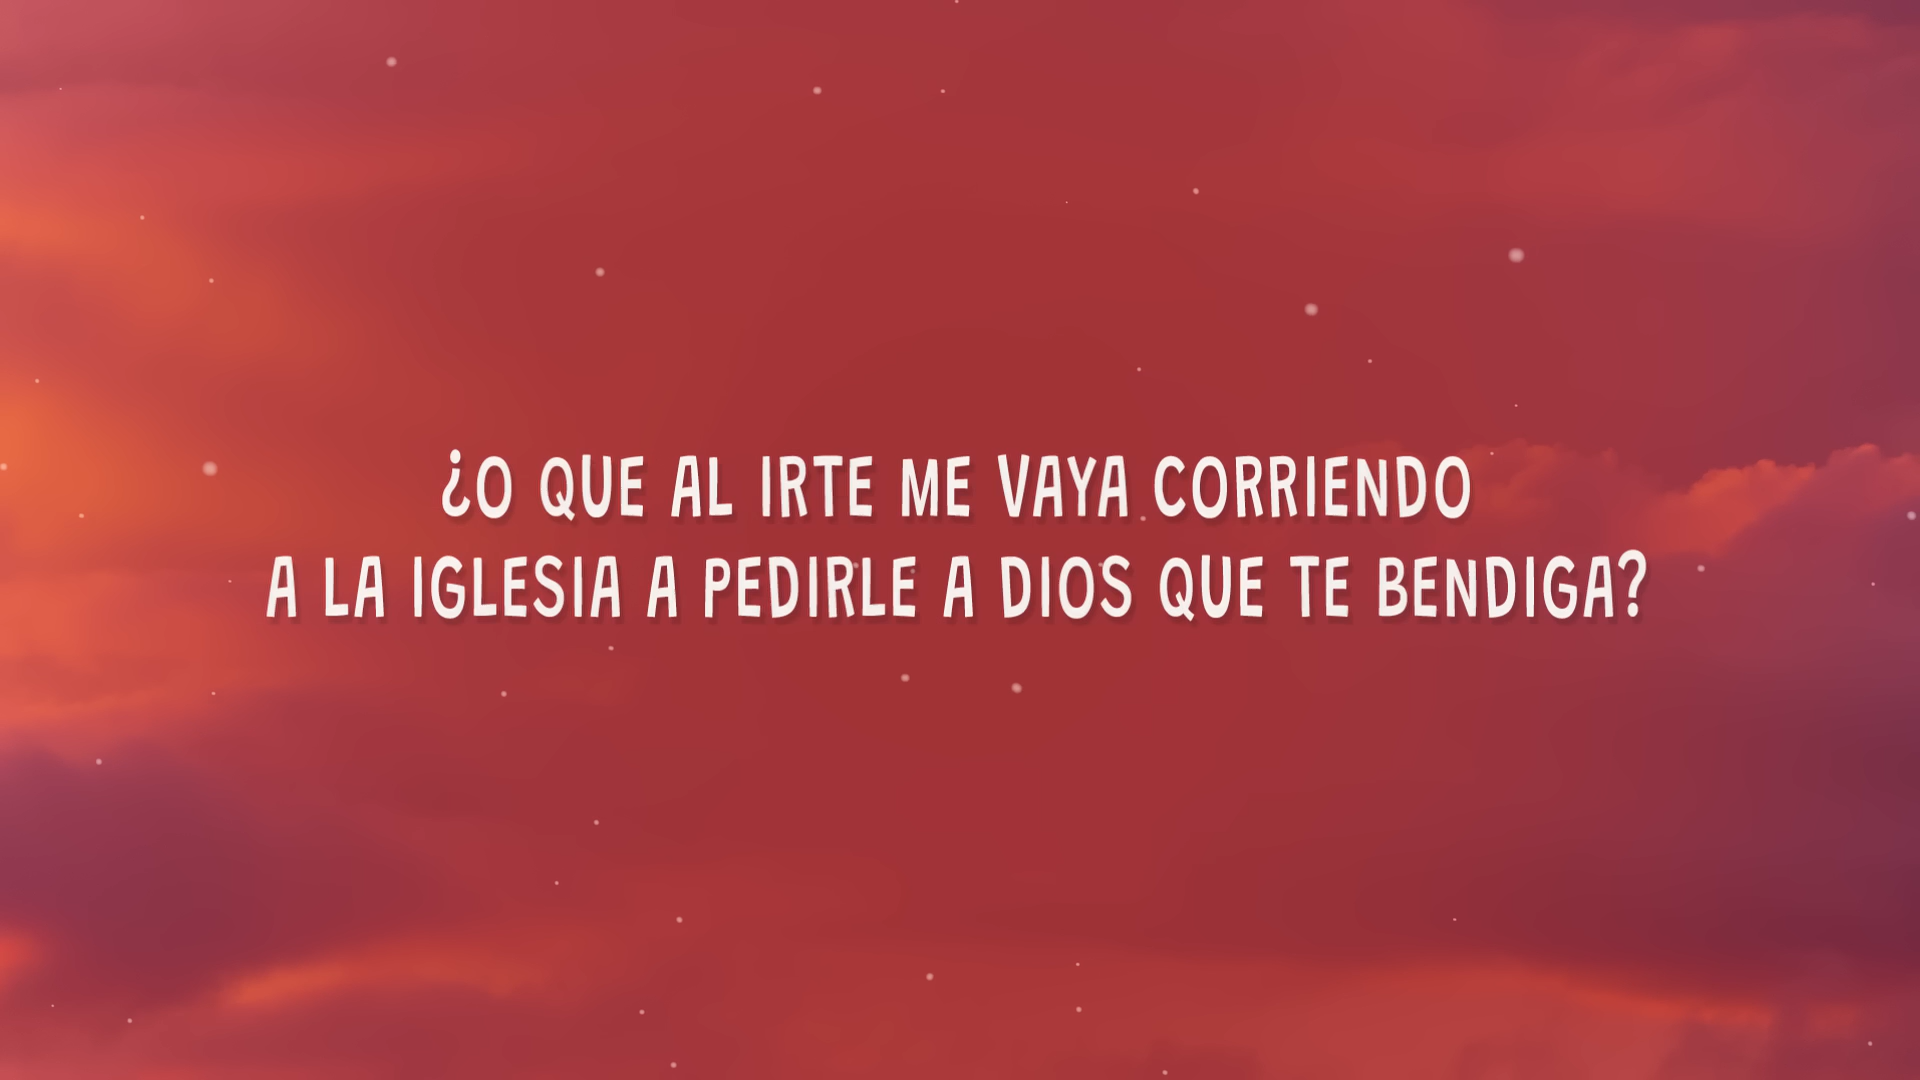 ¿O QUE AL IRTE ME VAYA CORRIENDO
A LA IGLESIA A PEDIRLE A DIOS QUE TE BENDIGA?